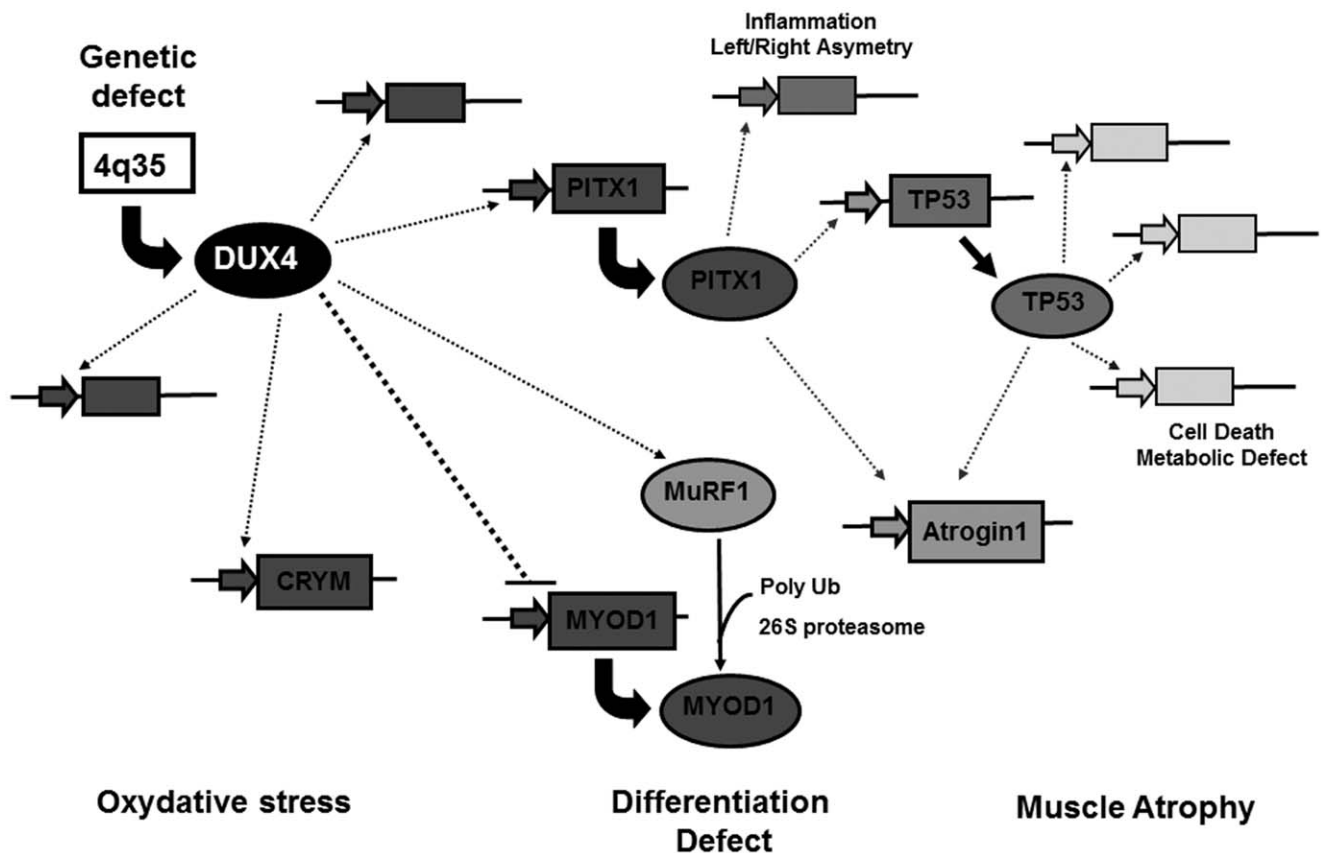 Inflammation
Left/Right Asymetry
Genetic
defect
4q35
PITX1
TP53
DUX4
PITX1
TP53
Cell Death
Metabolic Defect
MuRF1
Atrogin1
CRYM
MYOD1
Poly Ub
26S proteasome
MYOD1
Oxydative stress
Differentiation
Defect
Muscle Atrophy